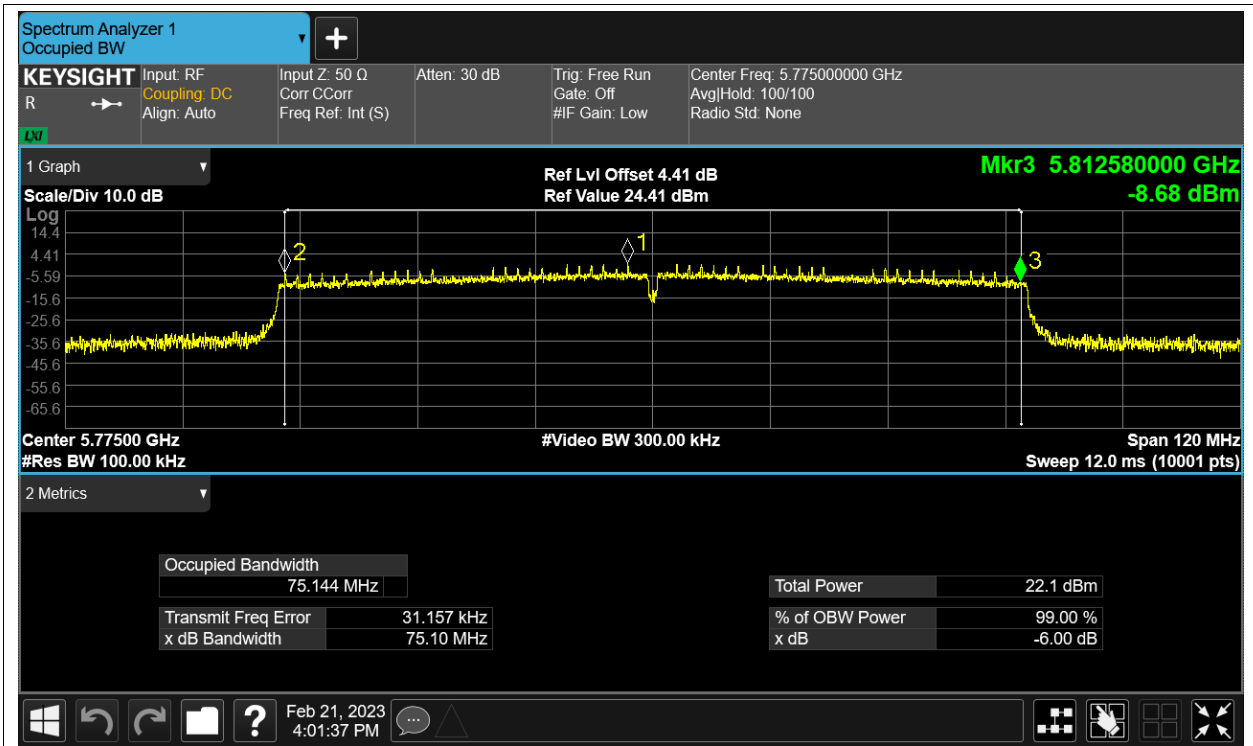 Spectrum Analyzer 1
Occupied BW
KEYSIGHT
R
LXI
Input: RF
Coupling: DC
Align: Auto
Input Z: 50 Ω
Corr CCorr
Freq Ref: Int (S)
Atten: 30 dB
Trig: Free Run
Gate: Off
#IF Gain: Low
Center Freq: 5.775000000 GHz
Avg|Hold: 100/100
Radio Std: None
1 Graph
Scale/Div 10.0 dB
Ref Lvl Offset 4.41 dB
Ref Value 24.41 dBm
Mkr3 5.812580000 GHz
-8.68 dBm
Log
14.4
4.41
-5.59
-15.6
-25.6
-35.6
-45.6
-55.6
-65.6
2
1
3
Center 5.77500 GHz
#Video BW 300.00 kHz
Span 120 MHz
#Res BW 100.00 kHz
Sweep 12.0 ms (10001 pts)
2 Metrics
Occupied Bandwidth
75.144 MHz
Transmit Freq Error 31.157 kHz
x dB Bandwidth 75.10 MHz
Total Power 22.1 dBm
% of OBW Power 99.00 %
x dB -6.00 dB
?
Feb 21, 2023
4:01:37 PM